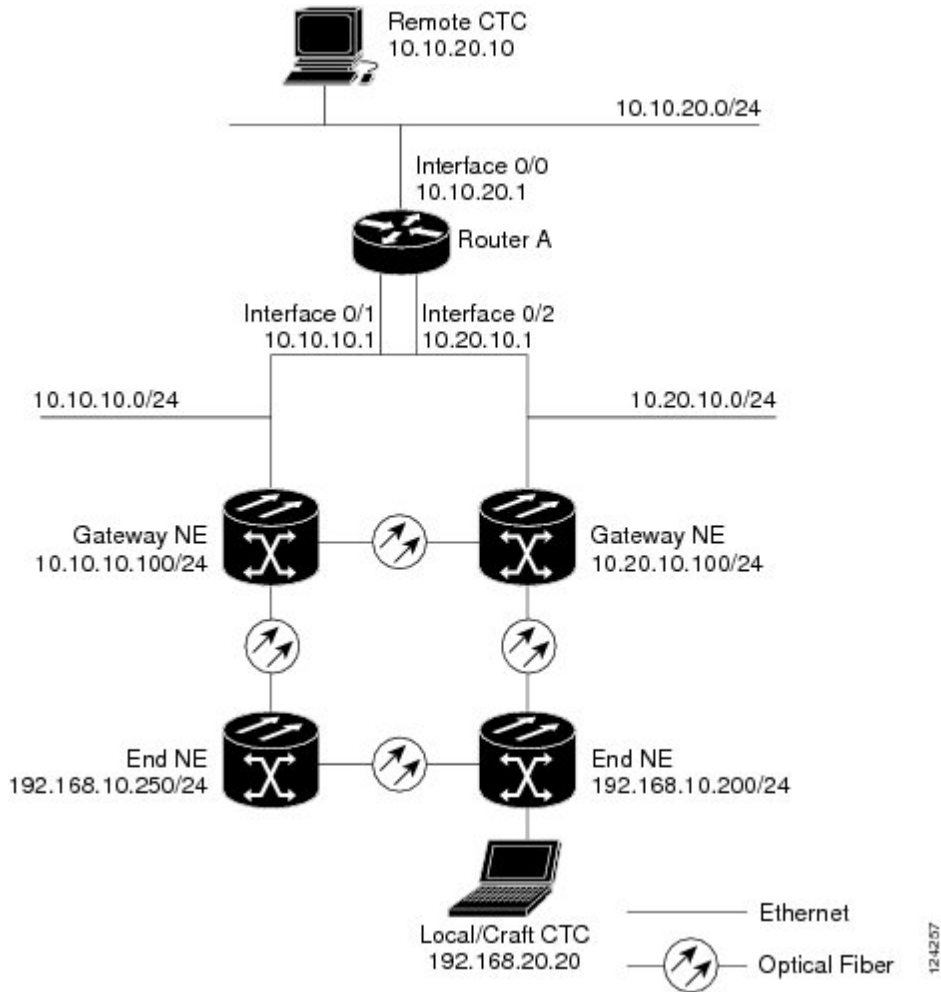 Remote CTC
10.10.20.10
10.10.20.0/24
Interface 0/0
10.10.20.1
Router A
Interface 0/1
10.10.10.1
Interface 0/2
10.20.10.1
10.10.10.0/24
10.20.10.0/24
Gateway NE
10.10.10.100/24
Gateway NE
10.20.10.100/24
End NE
192.168.10.250/24
End NE
192.168.10.200/24
Local/Craft CTC
192.168.20.20
Ethernet
Optical Fiber
124257